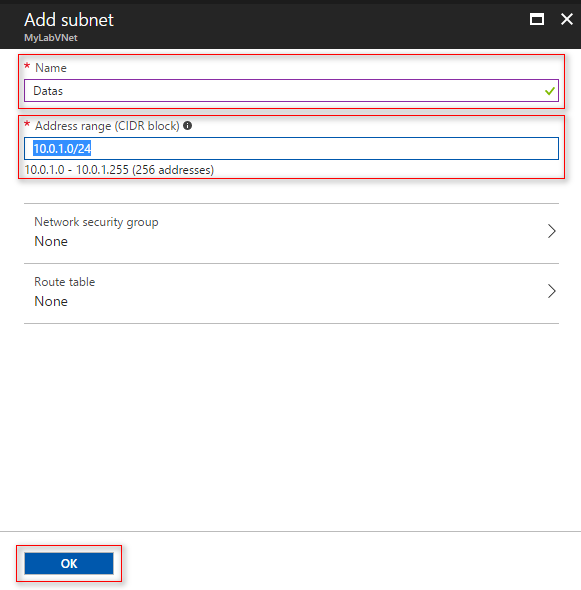 Add subnet
MyLabVNet
* Name
Datas
* Address range (CIDR block)
10.0.1.0/24
10.0.1.0 - 10.0.1.255 (256 addresses)
Network security group
None
Route table
None
OK